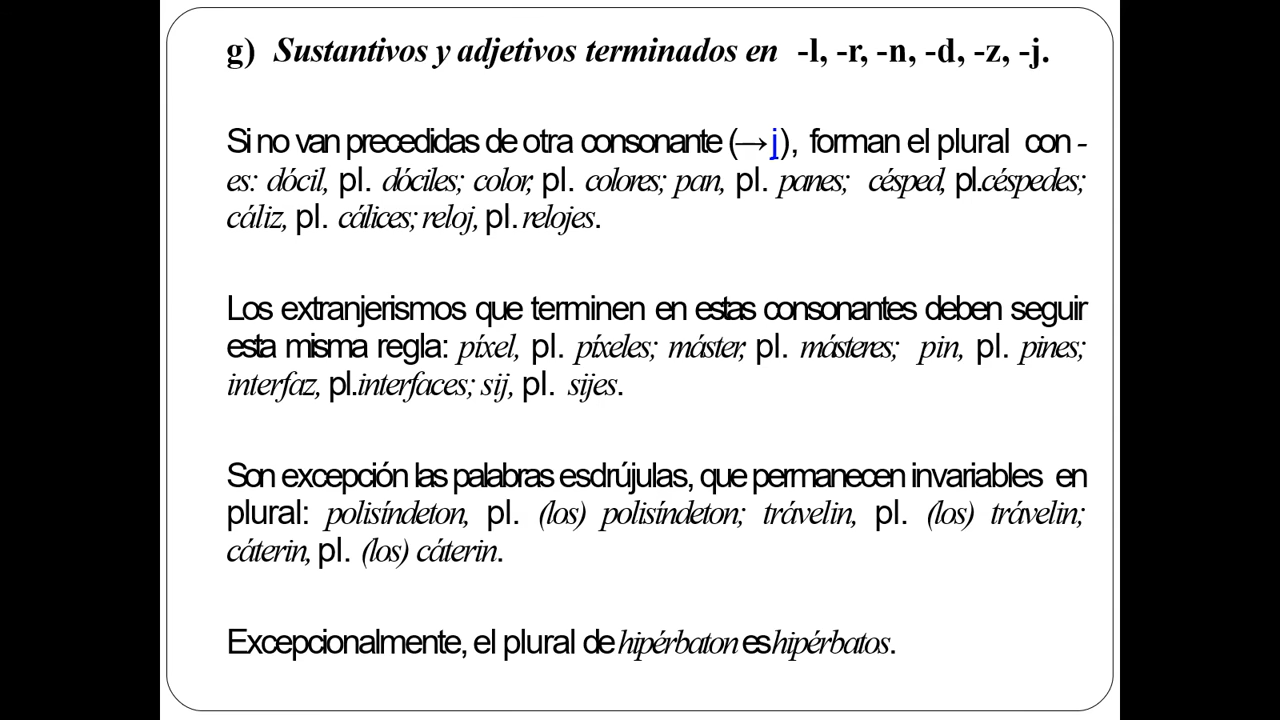 g) Sustantivos y adjetivos terminados en -l, -r, -n, -d, -z, -j.
Si no van precedidas de otra consonante (→j), forman el plural con -
es: dócil, pl. dóciles; color, pl. colores; pan, pl. panes; césped, pl.céspedes;
cáliz, pl. cálices; reloj, pl. relojes.
Los extranjerismos que terminen en estas consonantes deben seguir
esta misma regla: píxel, pl. píxeles; máster, pl. másteres; pin, pl. pines;
interfaz, pl.interfaces; sij, pl. sijes.
Son excepción las palabras esdrújulas, que permanecen invariables en
plural: polisíndeton, pl. (los) polisíndeton; trávelin, pl. (los) trávelin;
cáterin, pl. (los) cáterin.
Excepcionalmente, el plural de hipérbaton es hipérbatos.